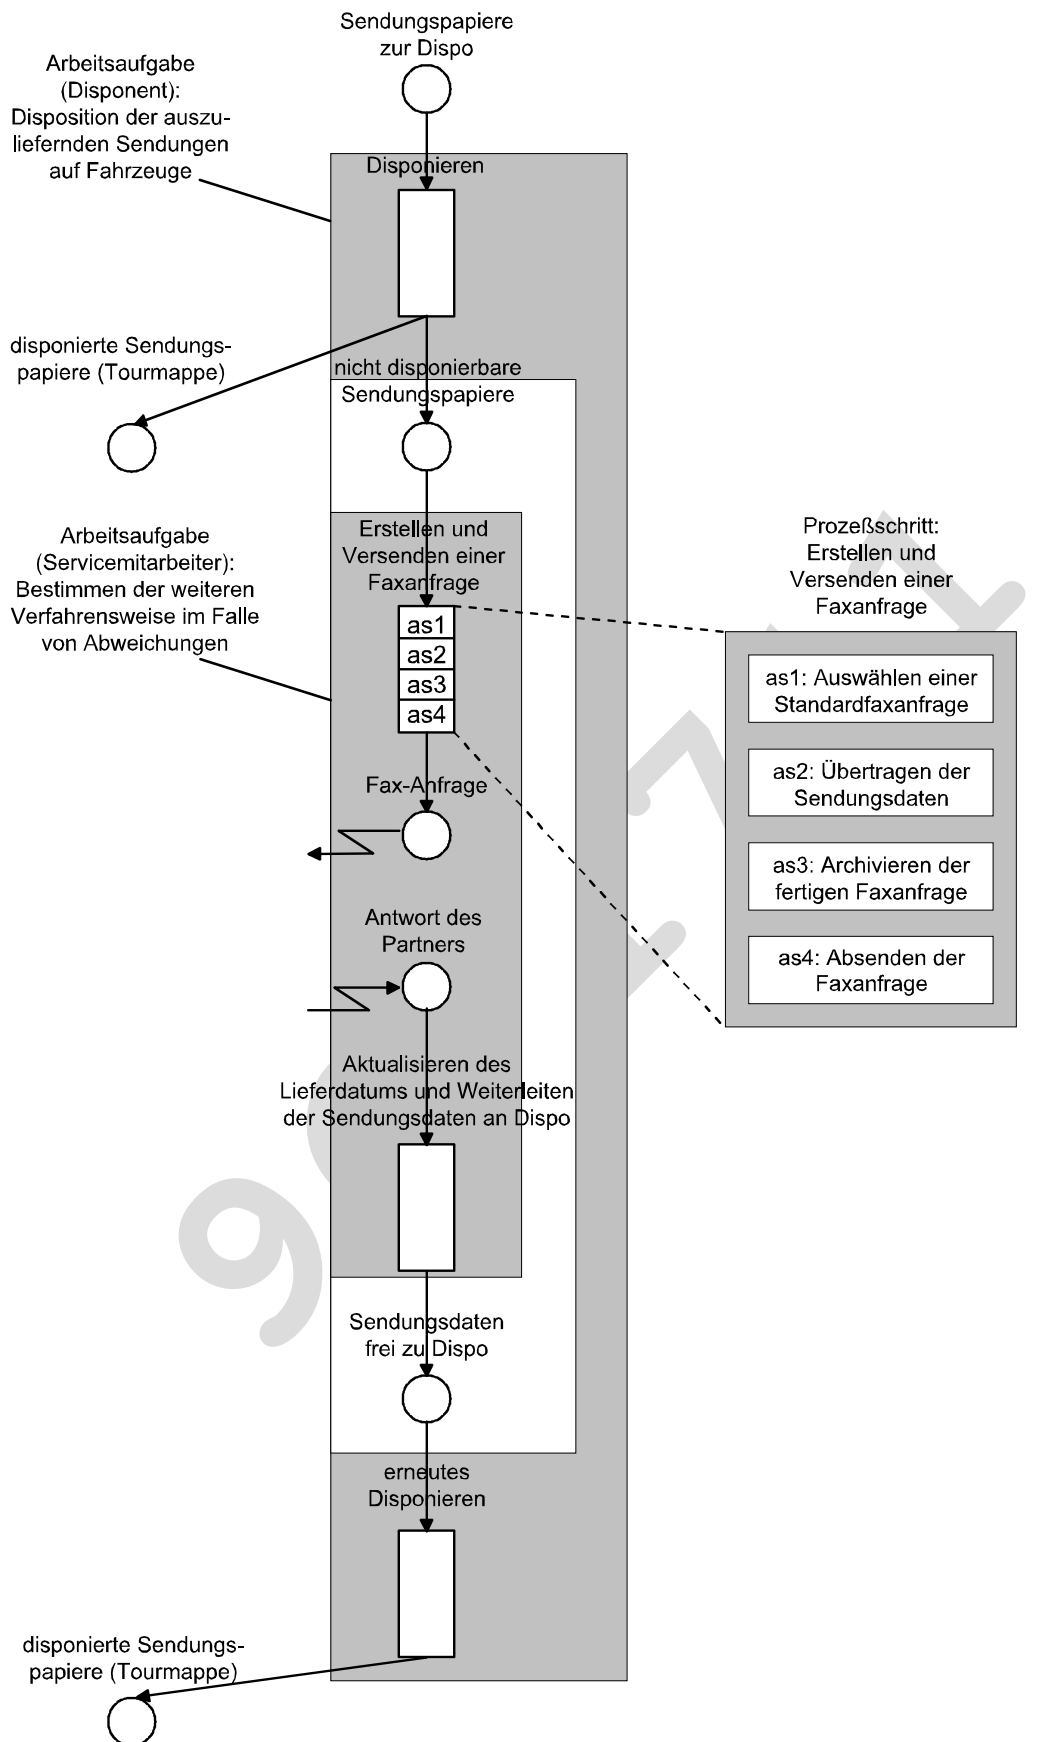 Sendungspapiere
zur Dispo
Arbeitsaufgabe
(Disponent):
Disposition der auszu-
liefernden Sendungen
auf Fahrzeuge
Disponieren
disponierte Sendungs-
papiere (Tourmappe)
nicht disponierbare
Sendungspapiere
Arbeitsaufgabe
(Servicemitarbeiter):
Bestimmen der weiteren
Verfahrensweise im Falle
von Abweichungen
Erstellen und
Versenden einer
Faxanfrage
as1
as2
as3
as4
Prozeßschritt:
Erstellen und
Versenden einer
Faxanfrage
as1: Auswählen einer
Standardfaxanfrage
as2: Übertragen der
Sendungsdaten
as3: Archivieren der
fertigen Faxanfrage
as4: Absenden der
Faxanfrage
Fax-Anfrage
Antwort des
Partners
Aktualisieren des
Lieferdatums und Weiterleiten
der Sendungsdaten an Dispo
Sendungsdaten
frei zu Dispo
erneutes
Disponieren
disponierte Sendungs-
papiere (Tourmappe)